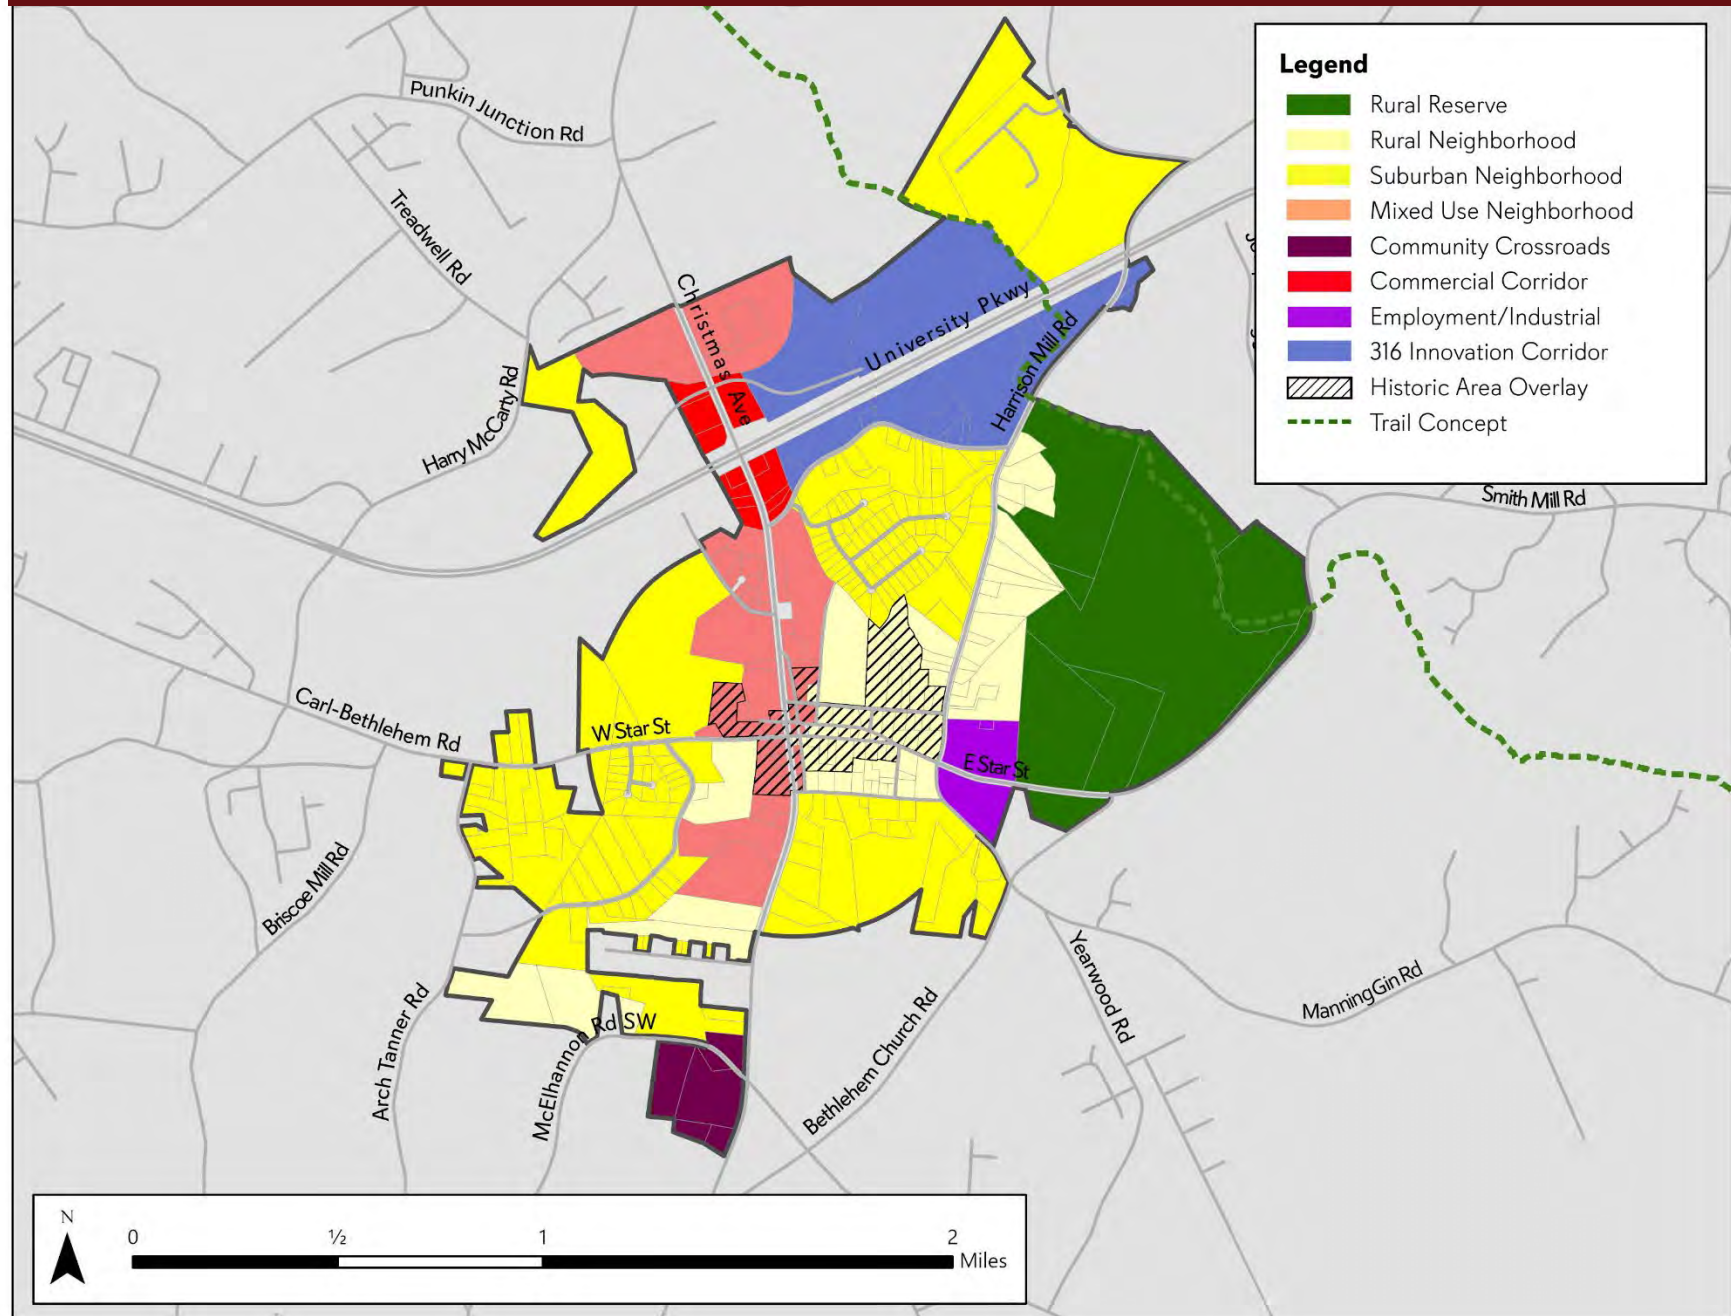 Legend
Rural Reserve
Rural Neighborhood
Suburban Neighborhood
Mixed Use Neighborhood
Community Crossroads
Commercial Corridor
Employment/Industrial
316 Innovation Corridor
Historic Area Overlay
Trail Concept
Punkin Junction Rd
Treadwell Rd
Christmas Ave
University Pkwy
Harrison Mill Rd
Harry McCarty Rd
Smith Mill Rd
Carl-Bethlehem Rd
W Star St
E Star St
Briscoe Mill Rd
Arch Tanner Rd
McElhannon Rd SW
Bethlehem Church Rd
Yearwood Rd
Manning Gin Rd
N
0 ½ 1 2
Miles